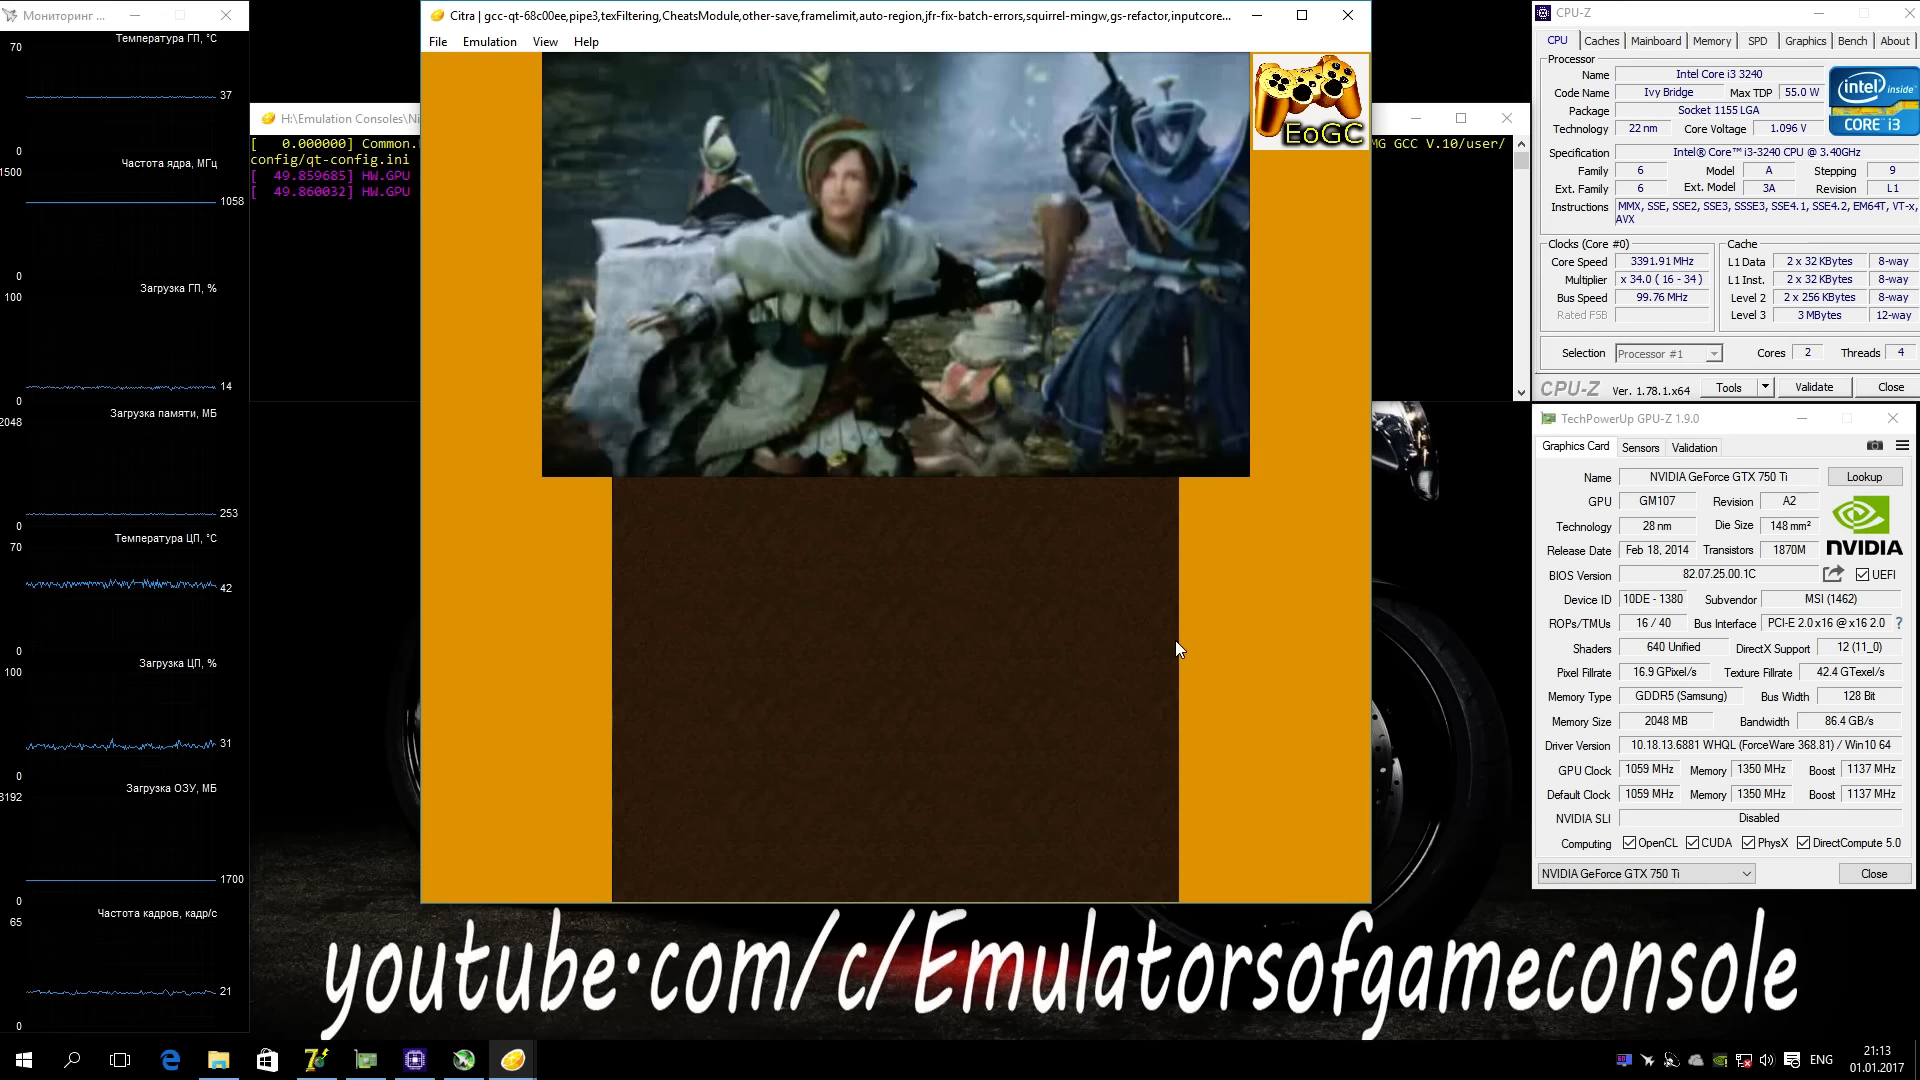 Мониторинг ...
Температура ГП, °C
70
37
0
Частота ядра, МГц
1500
1058
0
Загрузка ГП, %
100
14
0
Загрузка памяти, МБ
2048
253
0
Температура ЦП, °C
70
42
0
Загрузка ЦП, %
100
31
0
Загрузка ОЗУ, МБ
8192
1700
0
Частота кадров, кадр/с
65
21
0
H:\Emulation Consoles\Ni
[ 0.000000] Common.
config/qt-config.ini
[ 49.859685] HW.GPU
[ 49.860032] HW.GPU
MG GCC V.10/user/
Citra | gcc-qt-68c00ee,pipe3,texFiltering,CheatsModule,other-save,framelimit,auto-region,jfr-fix-batch-errors,squirrel-mingw,gs-refactor,inputcore...
File Emulation View Help
EoGC
CPU-Z
CPU Caches Mainboard Memory SPD Graphics Bench About
Processor
Name Intel Core i3 3240
Code Name Ivy Bridge Max TDP 55.0 W
Package Socket 1155 LGA
Technology 22 nm Core Voltage 1.096 V
intel inside™
CORE i3
Specification Intel® Core™ i3-3240 CPU @ 3.40GHz
Family 6 Model A Stepping 9
Ext. Family 6 Ext. Model 3A Revision L1
Instructions MMX, SSE, SSE2, SSE3, SSSE3, SSE4.1, SSE4.2, EM64T, VT-x,
AVX
Clocks (Core #0)
Core Speed 3391.91 MHz
Multiplier x 34.0 ( 16 - 34 )
Bus Speed 99.76 MHz
Rated FSB
Cache
L1 Data 2 x 32 KBytes 8-way
L1 Inst. 2 x 32 KBytes 8-way
Level 2 2 x 256 KBytes 8-way
Level 3 3 MBytes 12-way
Selection Processor #1 Cores 2 Threads 4
CPU-Z Ver. 1.78.1.x64 Tools Validate Close
TechPowerUp GPU-Z 1.9.0
Graphics Card Sensors Validation
Name NVIDIA GeForce GTX 750 Ti Lookup
GPU GM107 Revision A2
Technology 28 nm Die Size 148 mm²
Release Date Feb 18, 2014 Transistors 1870M
NVIDIA
BIOS Version 82.07.25.00.1C UEFI
Device ID 10DE - 1380 Subvendor MSI (1462)
ROPs/TMUs 16 / 40 Bus Interface PCI-E 2.0 x16 @ x16 2.0 ?
Shaders 640 Unified DirectX Support 12 (11_0)
Pixel Fillrate 16.9 GPixel/s Texture Fillrate 42.4 GTexel/s
Memory Type GDDR5 (Samsung) Bus Width 128 Bit
Memory Size 2048 MB Bandwidth 86.4 GB/s
Driver Version 10.18.13.6881 WHQL (ForceWare 368.81) / Win10 64
GPU Clock 1059 MHz Memory 1350 MHz Boost 1137 MHz
Default Clock 1059 MHz Memory 1350 MHz Boost 1137 MHz
NVIDIA SLI Disabled
Computing OpenCL CUDA PhysX DirectCompute 5.0
NVIDIA GeForce GTX 750 Ti Close
youtube.com/c/Emulatorsofgameconsole
ENG
21:13
01.01.2017